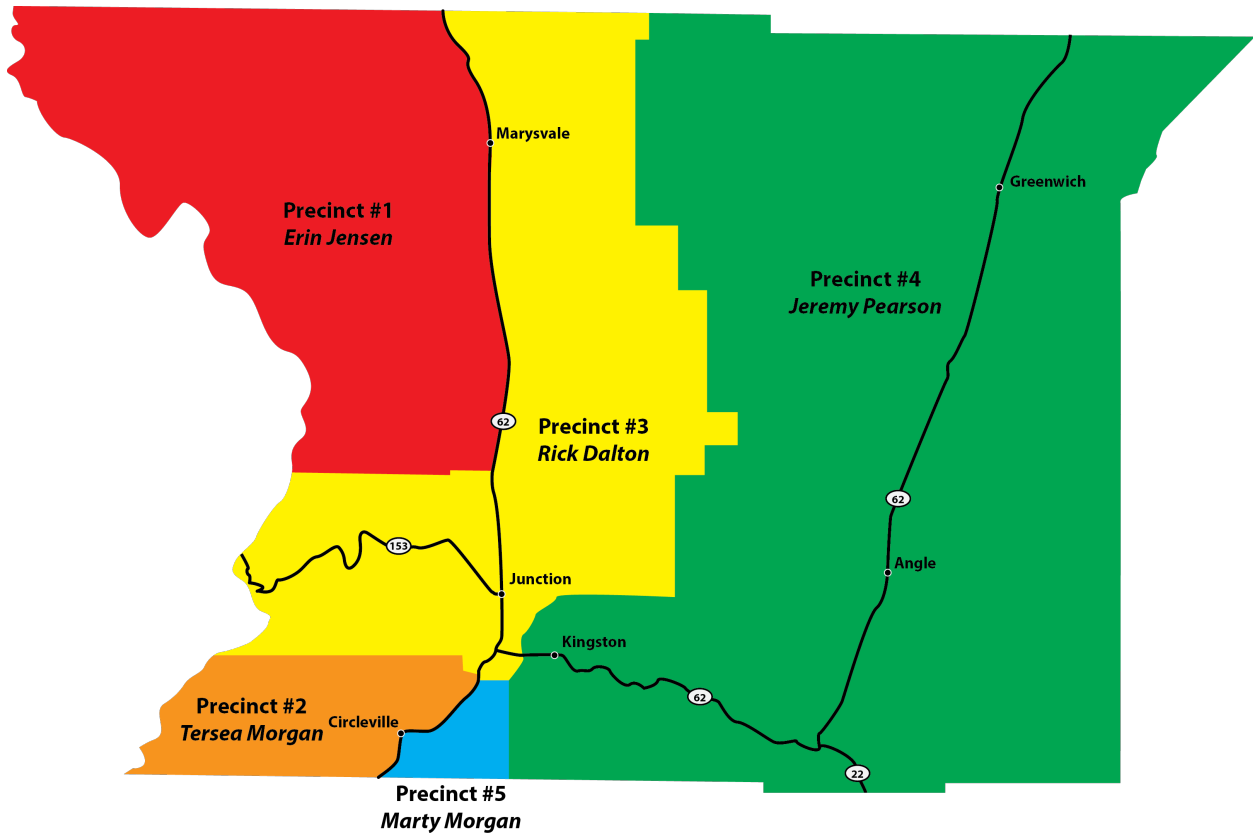 Marysvale
Greenwich
Precinct #1
Erin Jensen
Precinct #4
Jeremy Pearson
62
Precinct #3
Rick Dalton
62
153
Angle
Junction
Kingston
62
Precinct #2
Tersea Morgan
Circleville
22
Precinct #5
Marty Morgan